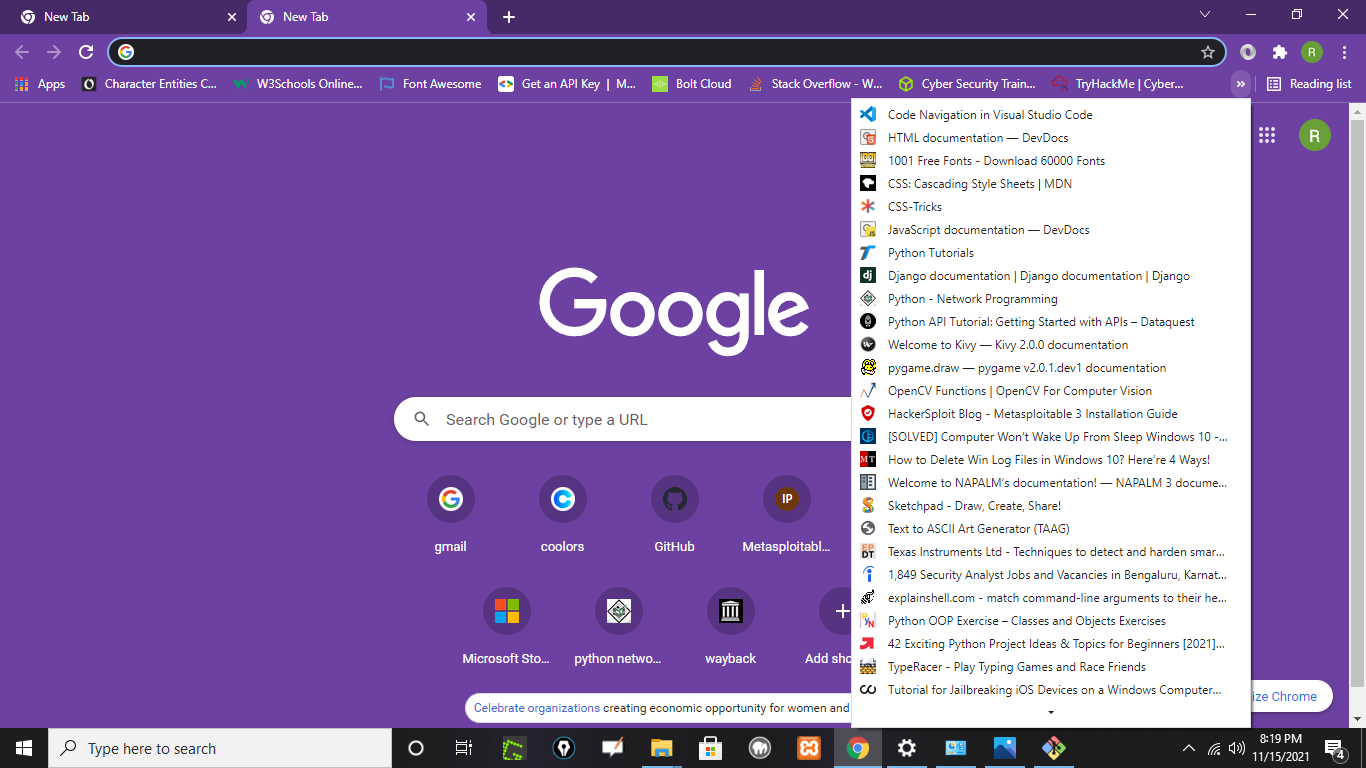 New Tab
New Tab
Apps
Character Entities C...
W3Schools Online...
Font Awesome
Get an API Key | M...
Bolt Cloud
Stack Overflow - W...
Cyber Security Train...
TryHackMe | Cyber...
»
Reading list
R
R
Code Navigation in Visual Studio Code
HTML documentation — DevDocs
1001 Free Fonts - Download 60000 Fonts
CSS: Cascading Style Sheets | MDN
CSS-Tricks
JavaScript documentation — DevDocs
Python Tutorials
Django documentation | Django documentation | Django
Python - Network Programming
Python API Tutorial: Getting Started with APIs – Dataquest
Welcome to Kivy — Kivy 2.0.0 documentation
pygame.draw — pygame v2.0.1.dev1 documentation
OpenCV Functions | OpenCV For Computer Vision
HackerSploit Blog - Metasploitable 3 Installation Guide
[SOLVED] Computer Won't Wake Up From Sleep Windows 10 -...
How to Delete Win Log Files in Windows 10? Here're 4 Ways!
Welcome to NAPALM's documentation! — NAPALM 3 docume...
Sketchpad - Draw, Create, Share!
Text to ASCII Art Generator (TAAG)
Texas Instruments Ltd - Techniques to detect and harden smar...
1,849 Security Analyst Jobs and Vacancies in Bengaluru, Karnat...
explainshell.com - match command-line arguments to their he...
Python OOP Exercise – Classes and Objects Exercises
42 Exciting Python Project Ideas & Topics for Beginners [2021]...
TypeRacer - Play Typing Games and Race Friends
Tutorial for Jailbreaking iOS Devices on a Windows Computer...
Google
Search Google or type a URL
gmail
coolors
GitHub
IP
Metasploitabl...
Microsoft Sto...
python netwo...
wayback
Add sho
Celebrate organizations creating economic opportunity for women and
ize Chrome
Type here to search
8:19 PM
11/15/2021
4